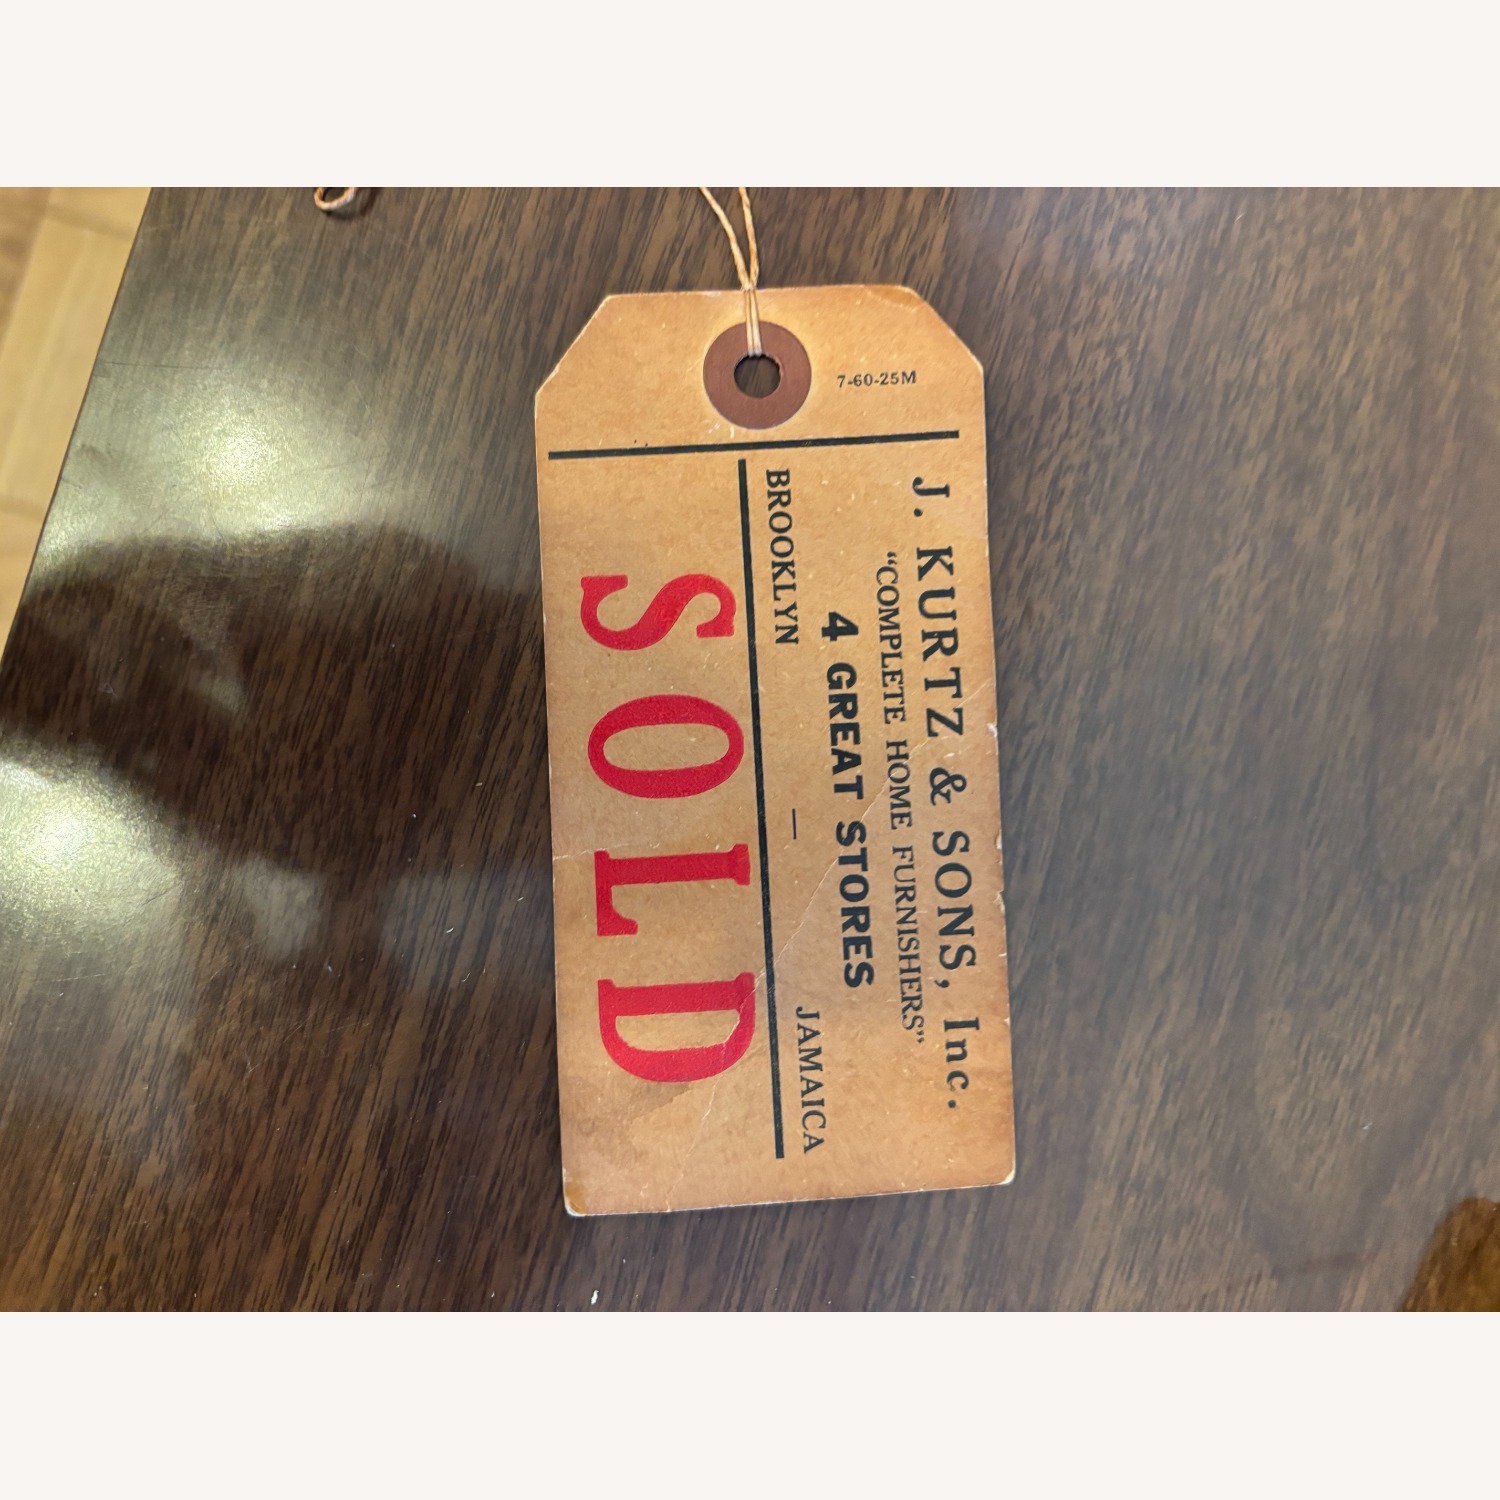 7-60-25M
J. KURTZ & SONS, Inc.
“COMPLETE HOME FURNISHERS”
4 GREAT STORES
BROOKLYN — JAMAICA
SOLD